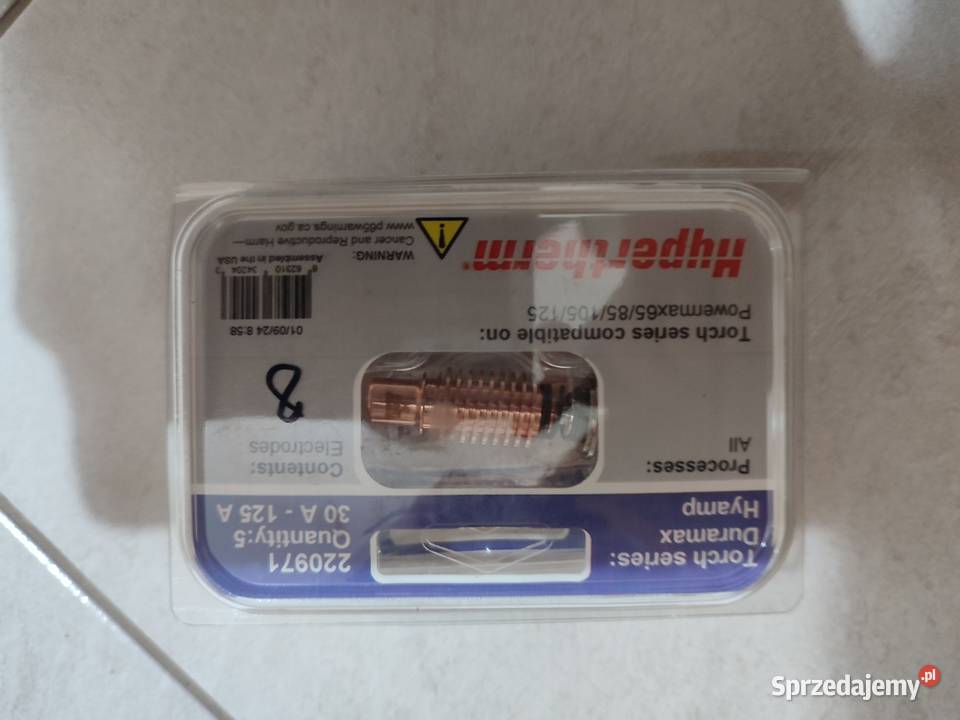 Torch series:
Duramax
Hyamp
220971
Quantity:5
30 A - 125 A
Processes:
All
Contents:
Electrodes
8
Torch series compatible on:
Powermax65/85/105/125
01/09/24 8:58
Hypertherm®
WARNING:
Cancer and Reproductive Harm—
www.p65warnings.ca.gov
Assembled in the USA
Sprzedajemy.pl